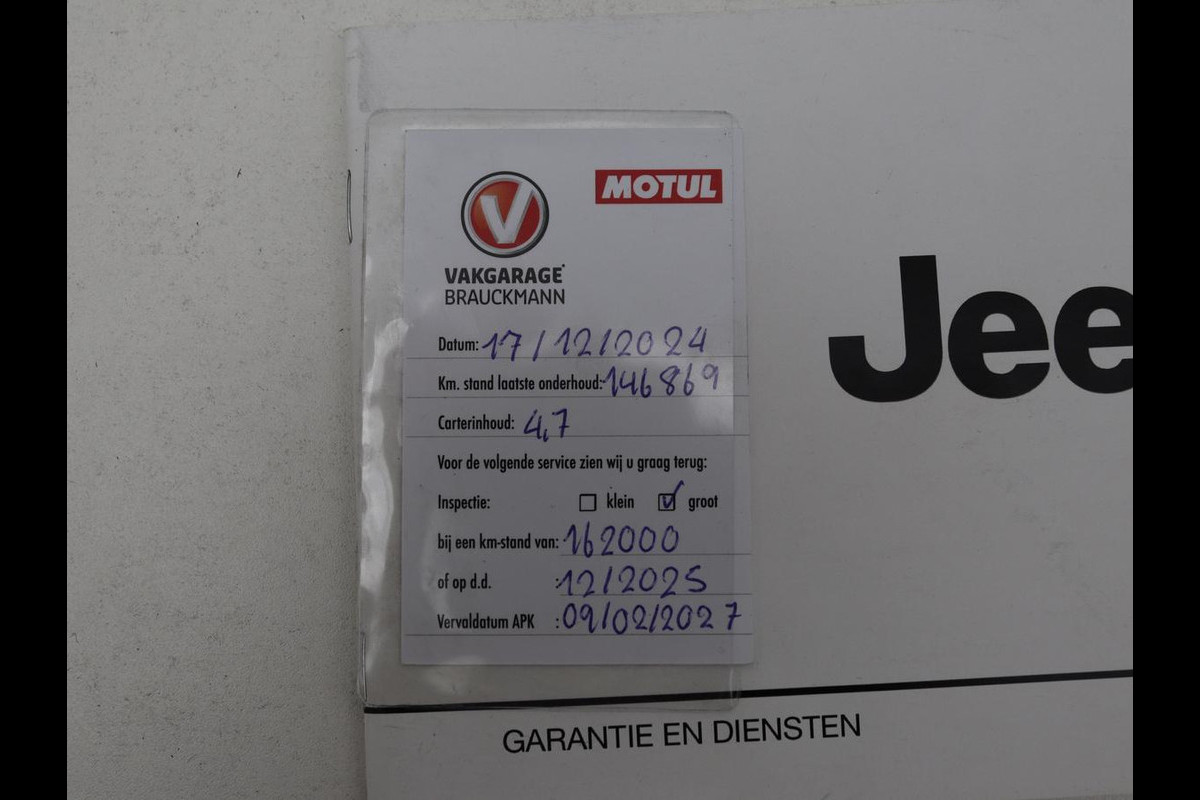 V
MOTUL
VAKGARAGE
BRAUCKMANN
Datum: 17/12/2024
Km. stand laatste onderhoud: 146869
Carterinhoud: 4,7
Voor de volgende service zien wij u graag terug:
Inspectie: klein groot
bij een km-stand van: 162000
of op d.d. : 12/2025
Vervaldatum APK : 09/02/2027
Jee
GARANTIE EN DIENSTEN